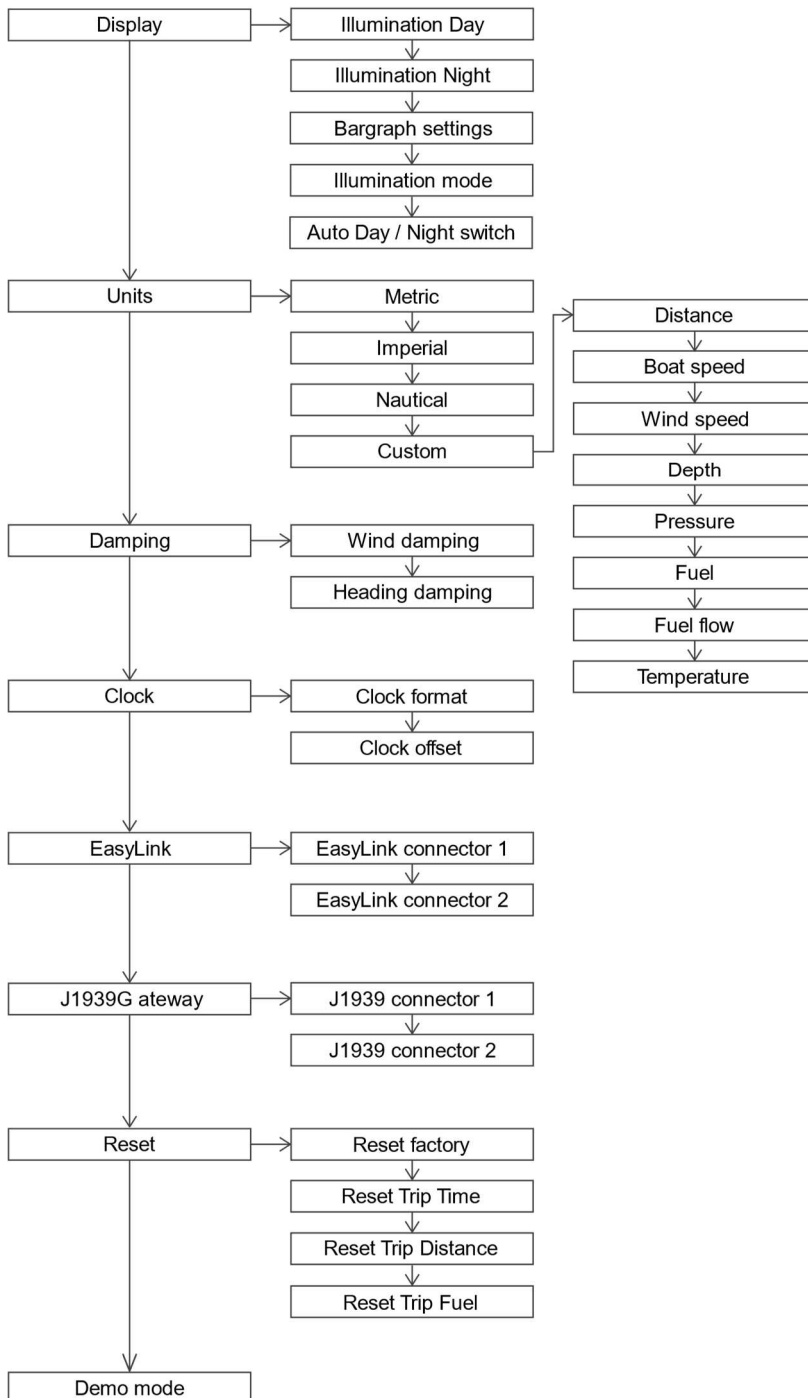 Display
Illumination Day
Illumination Night
Bargraph settings
Illumination mode
Auto Day / Night switch
Units
Metric
Imperial
Nautical
Custom
Distance
Boat speed
Wind speed
Depth
Pressure
Fuel
Fuel flow
Temperature
Damping
Wind damping
Heading damping
Clock
Clock format
Clock offset
EasyLink
EasyLink connector 1
EasyLink connector 2
J1939G ateway
J1939 connector 1
J1939 connector 2
Reset
Reset factory
Reset Trip Time
Reset Trip Distance
Reset Trip Fuel
Demo mode